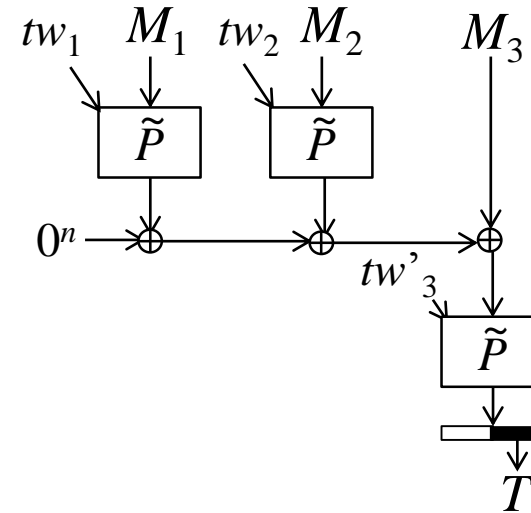 tw₁ M₁ tw₂ M₂ M₃
P̃ P̃
0ⁿ
tw’₃
P̃
T